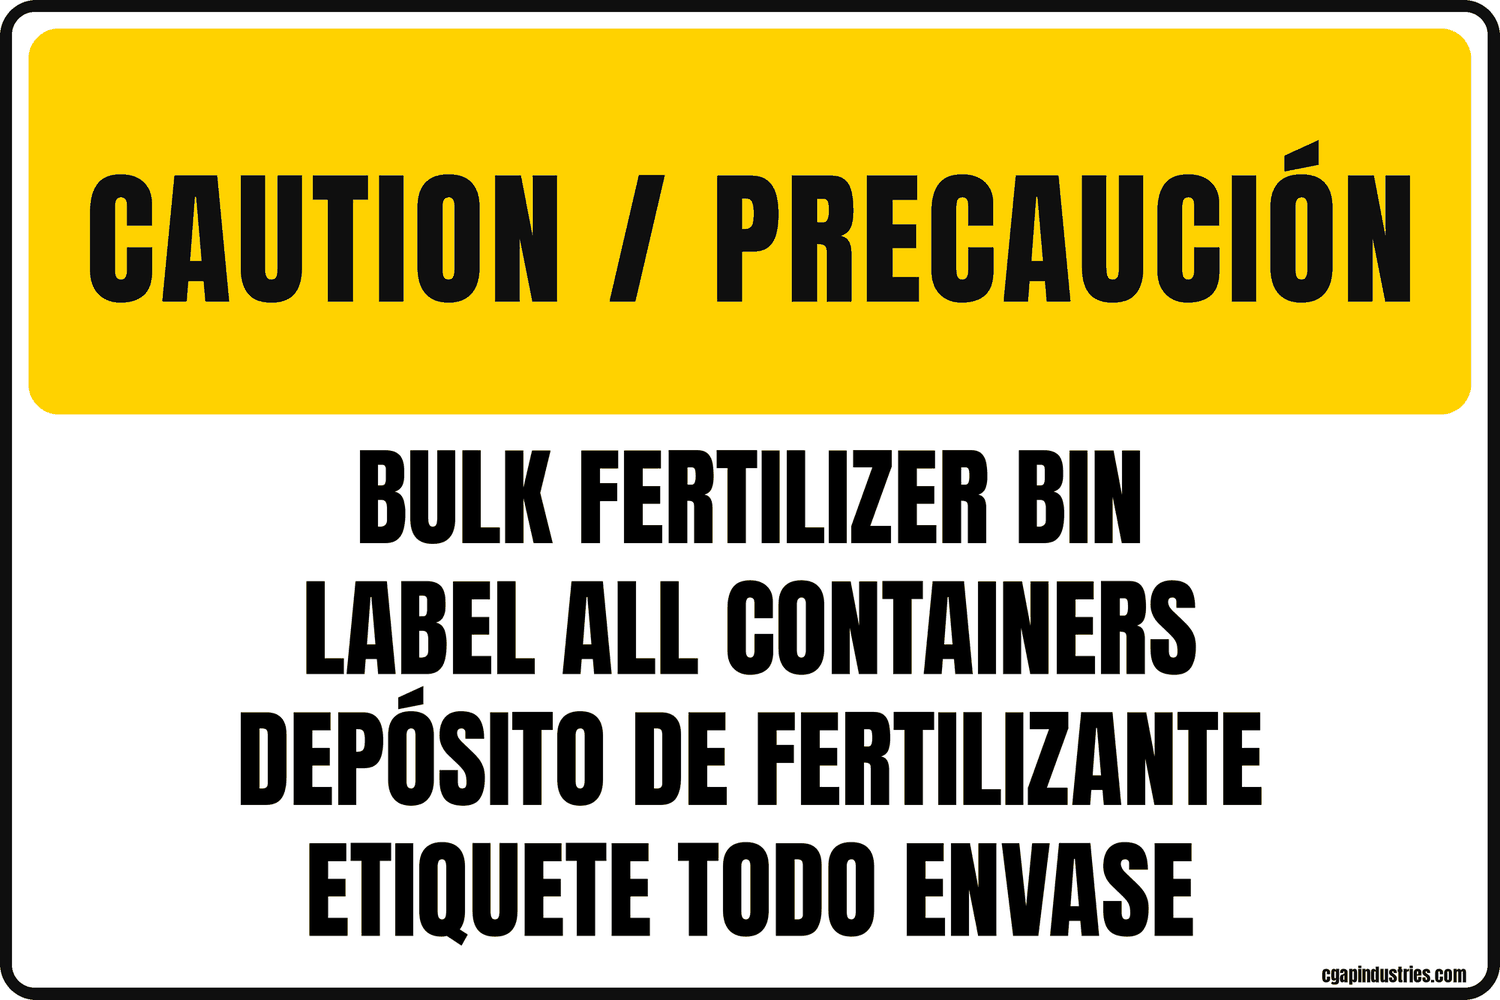 CAUTION / PRECAUCIÓN
BULK FERTILIZER BIN
LABEL ALL CONTAINERS
DEPÓSITO DE FERTILIZANTE
ETIQUETE TODO ENVASE
cgapindustries.com